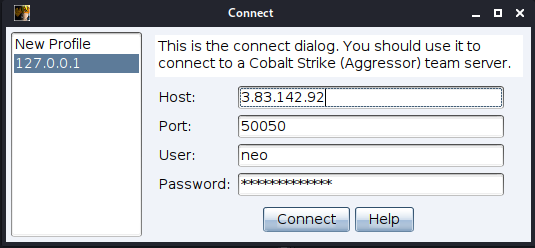 Connect
New Profile
127.0.0.1
This is the connect dialog. You should use it to
connect to a Cobalt Strike (Aggressor) team server.
Host: 3.83.142.92
Port: 50050
User: neo
Password: *************
Connect Help